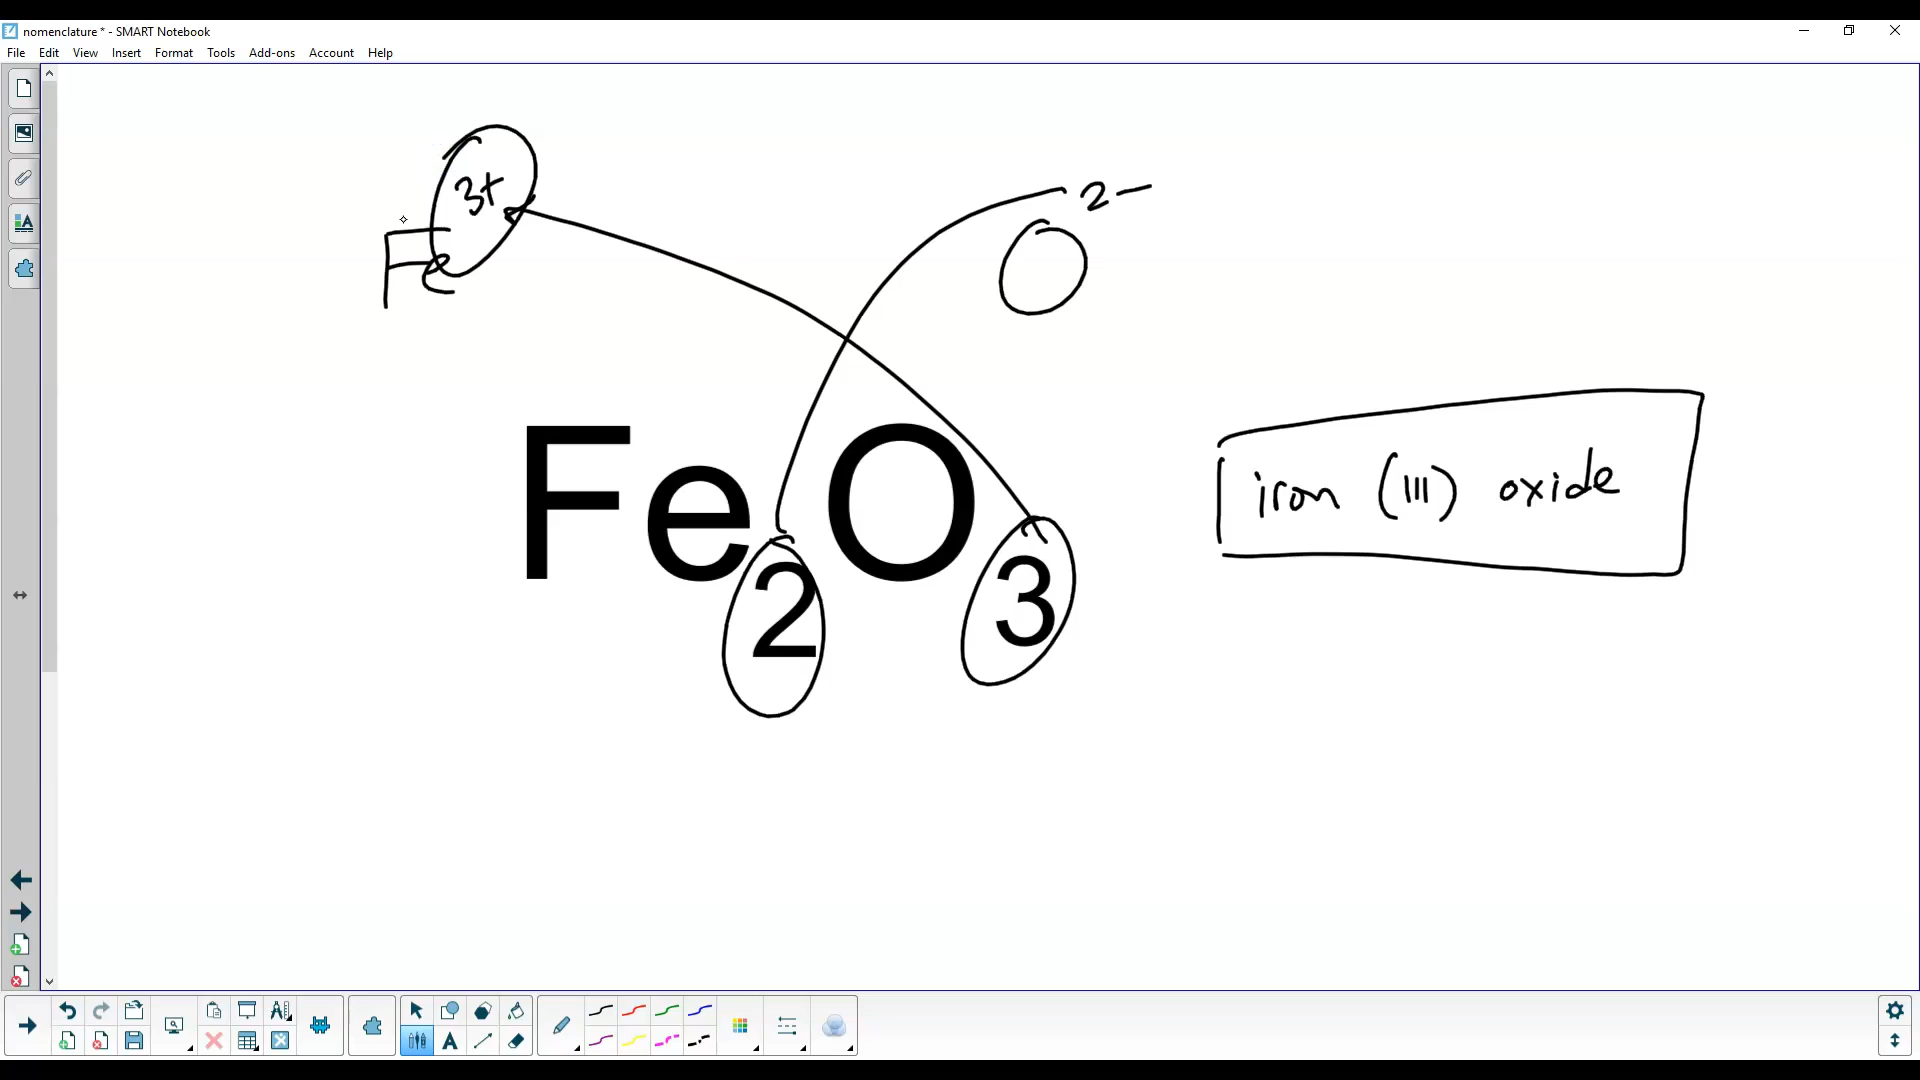 nomenclature * - SMART Notebook
File Edit View Insert Format Tools Add-ons Account Help
Fe 3+
O 2-
Fe2O3
iron (III) oxide
A
A